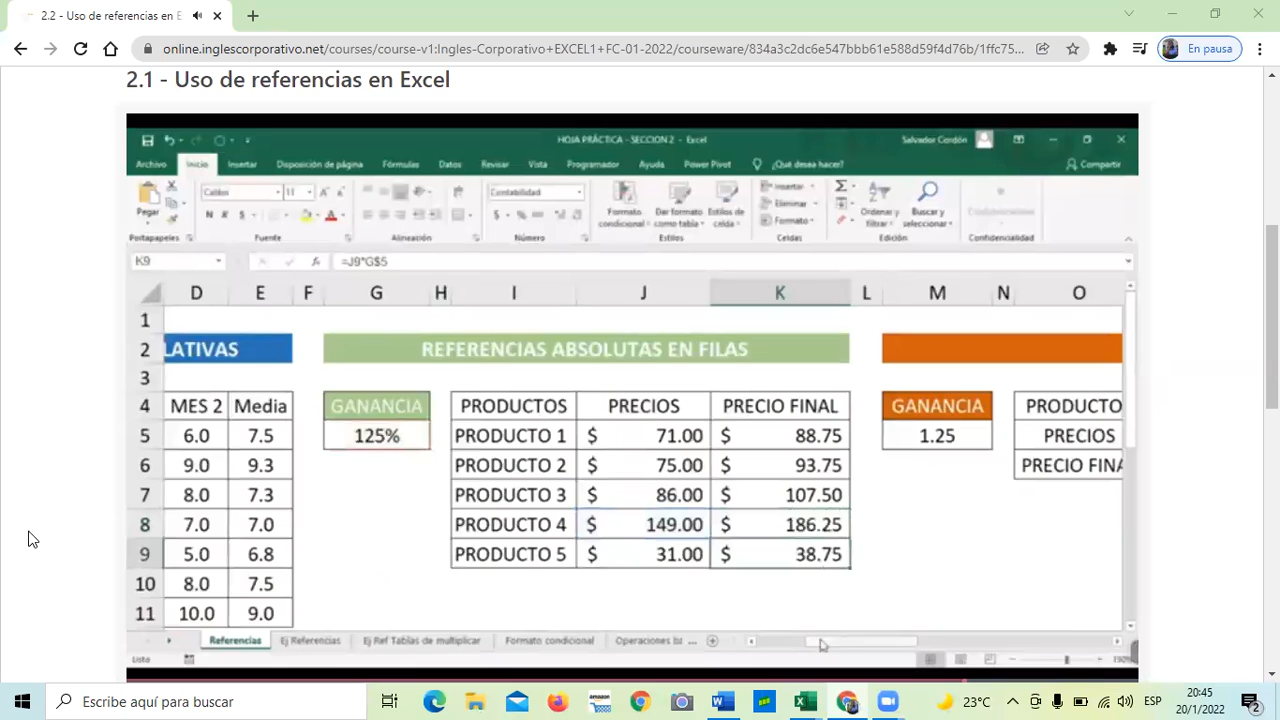 2.2 - Uso de referencias en E
online.inglescorporativo.net/courses/course-v1:Ingles-Corporativo+EXCEL1+FC-01-2022/courseware/834a3c2dc6e547bbb61e588d59f4d76b/1ffc75...
En pausa
2.1 - Uso de referencias en Excel
HOJA PRÁCTICA - SECCION 2 - Excel
Salvador Cerdón
Archivo Inicio Insertar Disposición de página Fórmulas Datos Revisar Vista Programador Ayuda Power Pivot ¿Qué desea hacer? Compartir
Calibri 11 Contabilidad Insertar
Pegar Eliminar
N K S Formato condicional Dar formato como tabla Estilos de celda Formato Ordenar y filtrar Buscar y seleccionar Confidencialidad
Portapapeles Fuente Alineación Número Estilos Celdas Edición Confidencialidad
K9 =J9*G$5
D E F G H I J K L M N O
1
2 LATIVAS REFERENCIAS ABSOLUTAS EN FILAS
3
4 MES 2 Media GANANCIA PRODUCTOS PRECIOS PRECIO FINAL GANANCIA PRODUCTO
5 6.0 7.5 125% PRODUCTO 1 $ 71.00 $ 88.75 1.25 PRECIOS
6 9.0 9.3 PRODUCTO 2 $ 75.00 $ 93.75 PRECIO FINA
7 8.0 7.3 PRODUCTO 3 $ 86.00 $ 107.50
8 7.0 7.0 PRODUCTO 4 $ 149.00 $ 186.25
9 5.0 6.8 PRODUCTO 5 $ 31.00 $ 38.75
10 8.0 7.5
11 10.0 9.0
Referencias Ej Referencias Ej Ref Tablas de multiplicar Formato condicional Operaciones bá ...
Listo 190%
Escribe aquí para buscar
amazon
23°C
ESP
20:45
20/1/2022
2